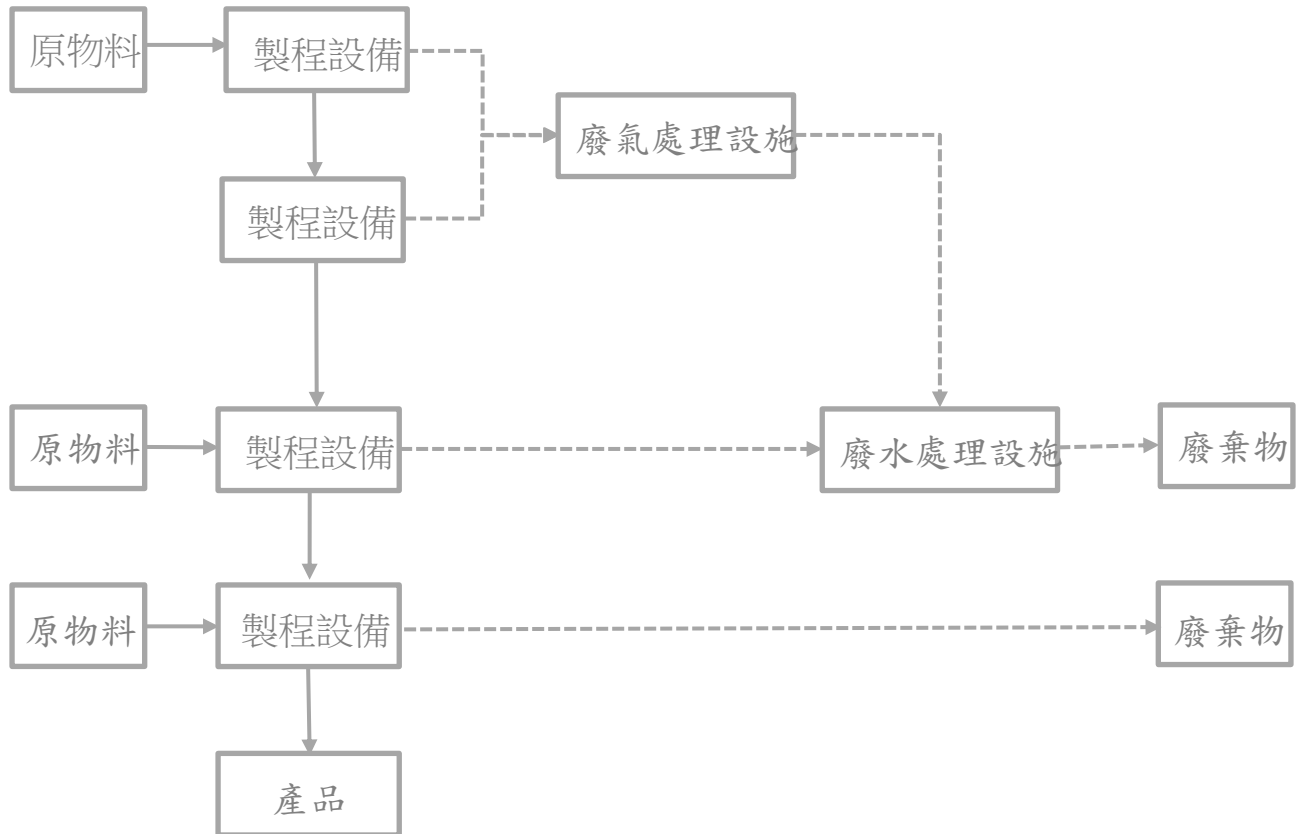 原物料
製程設備
廢氣處理設施
製程設備
原物料
製程設備
廢水處理設施
廢棄物
原物料
製程設備
廢棄物
產品